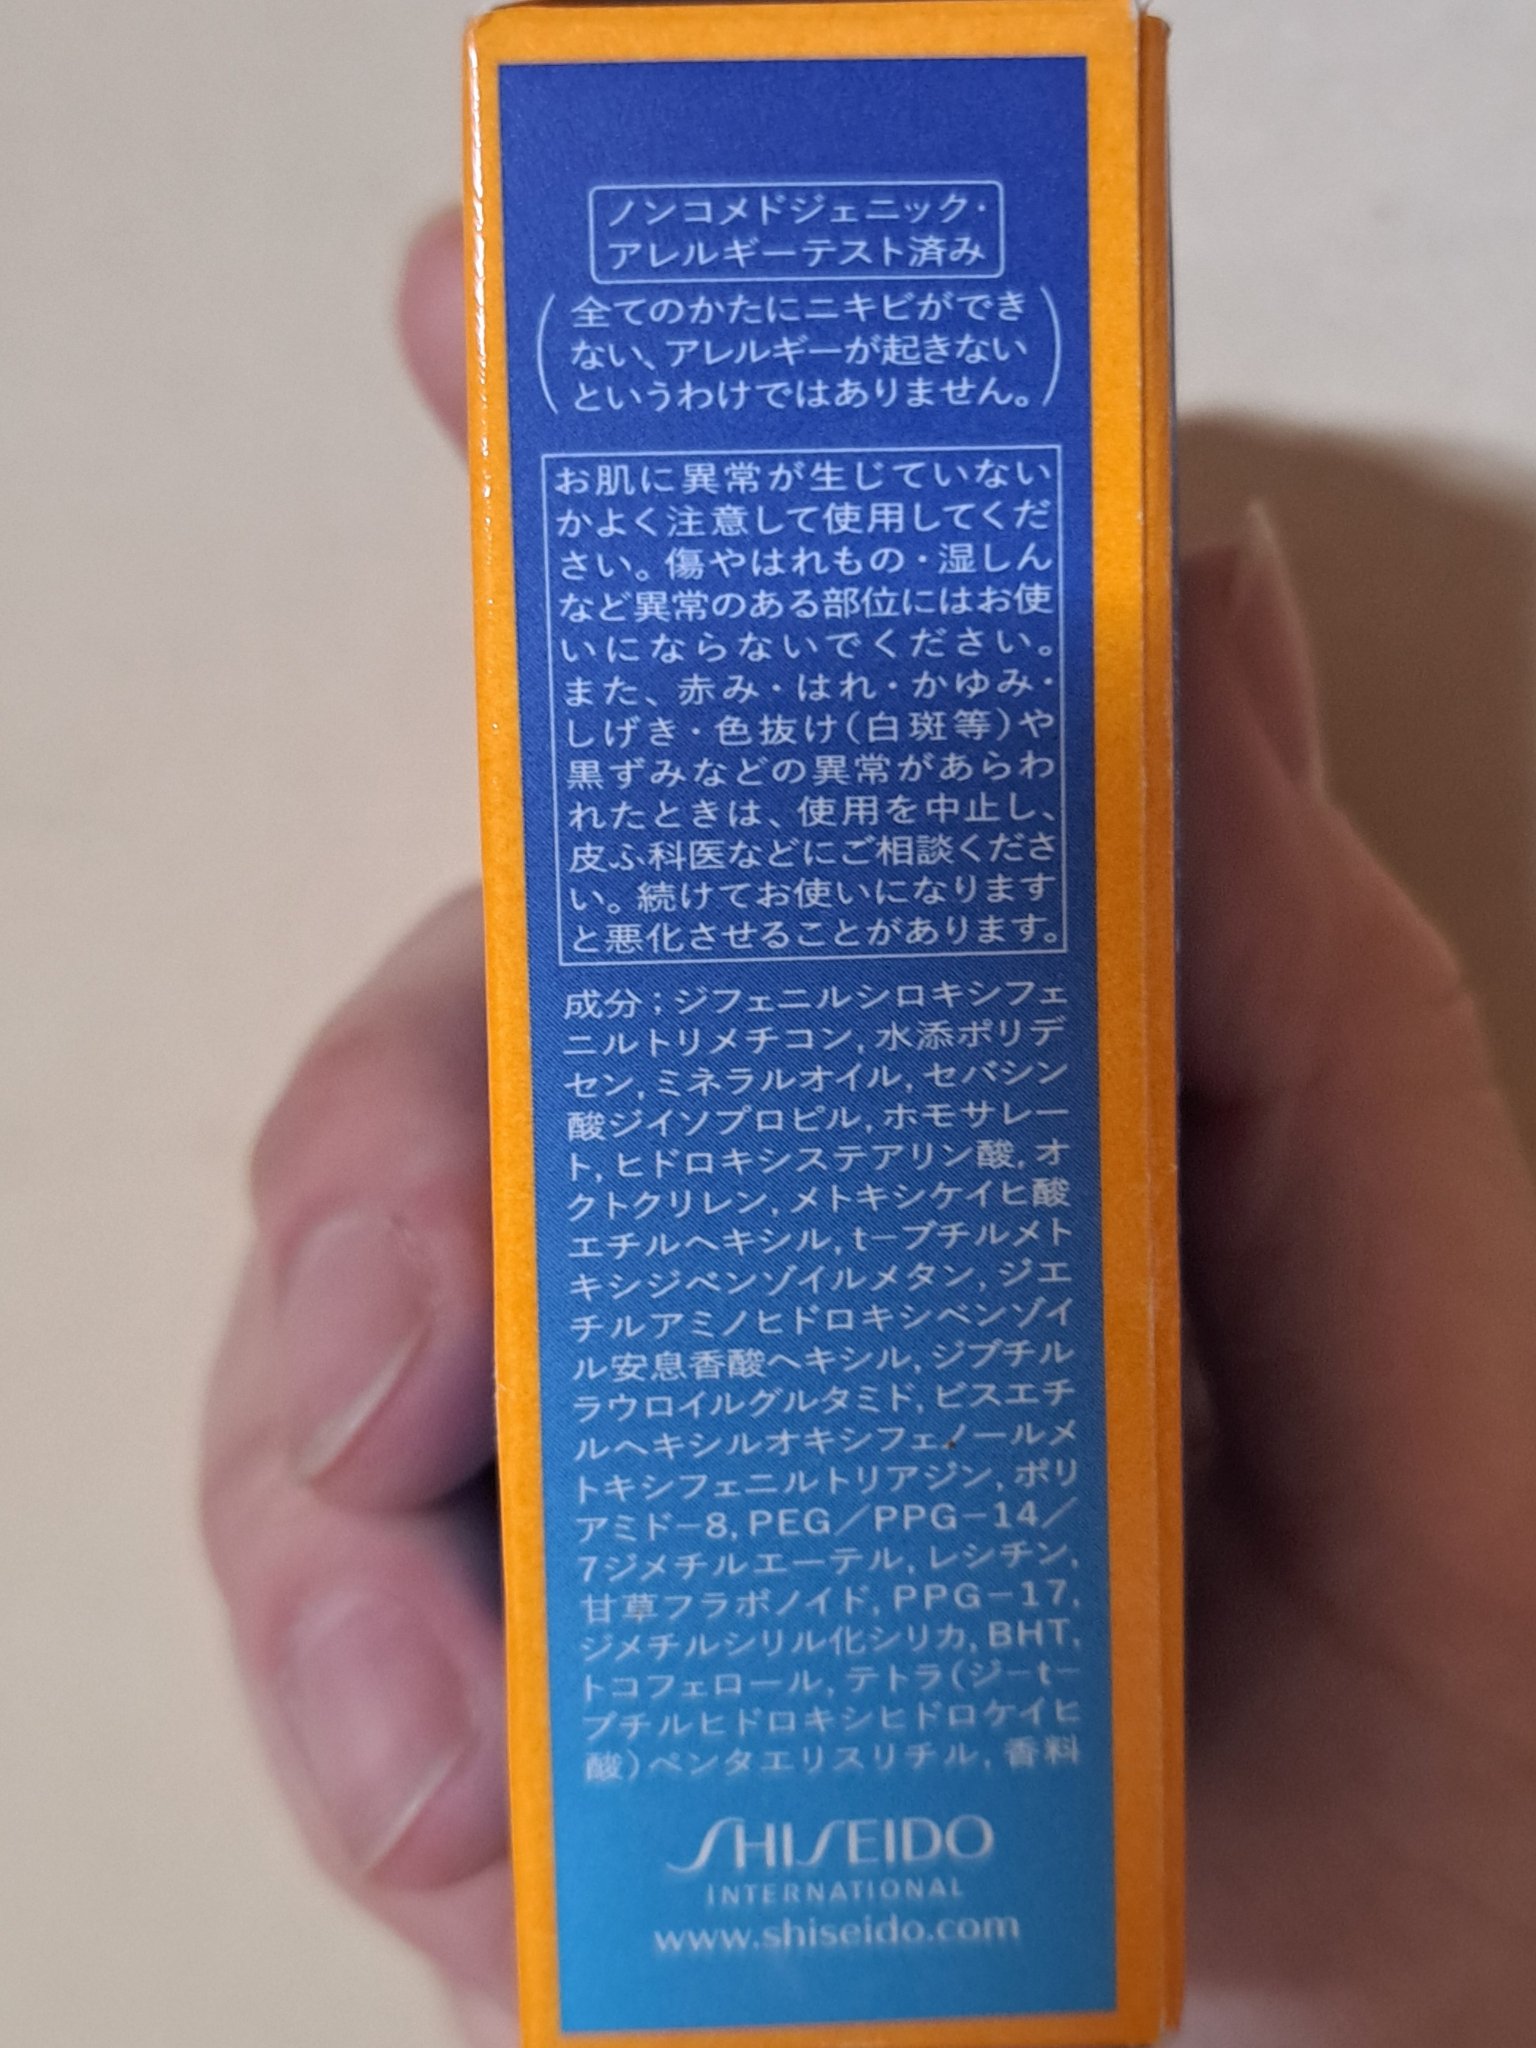 ノンコメドジェニック・
アレルギーテスト済み
(全てのかたにニキビができ
ない、アレルギーが起きない
というわけではありません。)
お肌に異常が生じていない
かよく注意して使用してくだ
さい。傷やはれもの・湿しん
など異常のある部位にはお使
いにならないでください。
また、赤み・はれ・かゆみ・
しげき・色抜け(白斑等)や
黒ずみなどの異常があらわ
れたときは、使用を中止し、
皮ふ科医などにご相談くださ
い。続けてお使いになります
と悪化させることがあります。
成分;ジフェニルシロキシフェ
ニルトリメチコン,水添ポリデ
セン,ミネラルオイル,セバシン
酸ジイソプロピル,ホモサレー
ト,ヒドロキシステアリン酸,オ
クトクリレン,メトキシケイヒ酸
エチルヘキシル,t−ブチルメト
キシジベンゾイルメタン,ジエ
チルアミノヒドロキシベンゾイ
ル安息香酸ヘキシル,ジブチル
ラウロイルグルタミド,ビスエチ
ルヘキシルオキシフェノールメ
トキシフェニルトリアジン,ポリ
アミド−8,PEG/PPG−14/
7ジメチルエーテル,レシチン,
甘草フラボノイド,PPG−17,
ジメチルシリル化シリカ,BHT,
トコフェロール,テトラ(ジ−t−
ブチルヒドロキシヒドロケイヒ
酸)ペンタエリスリチル,香料
SHISEIDO
INTERNATIONAL
www.shiseido.com